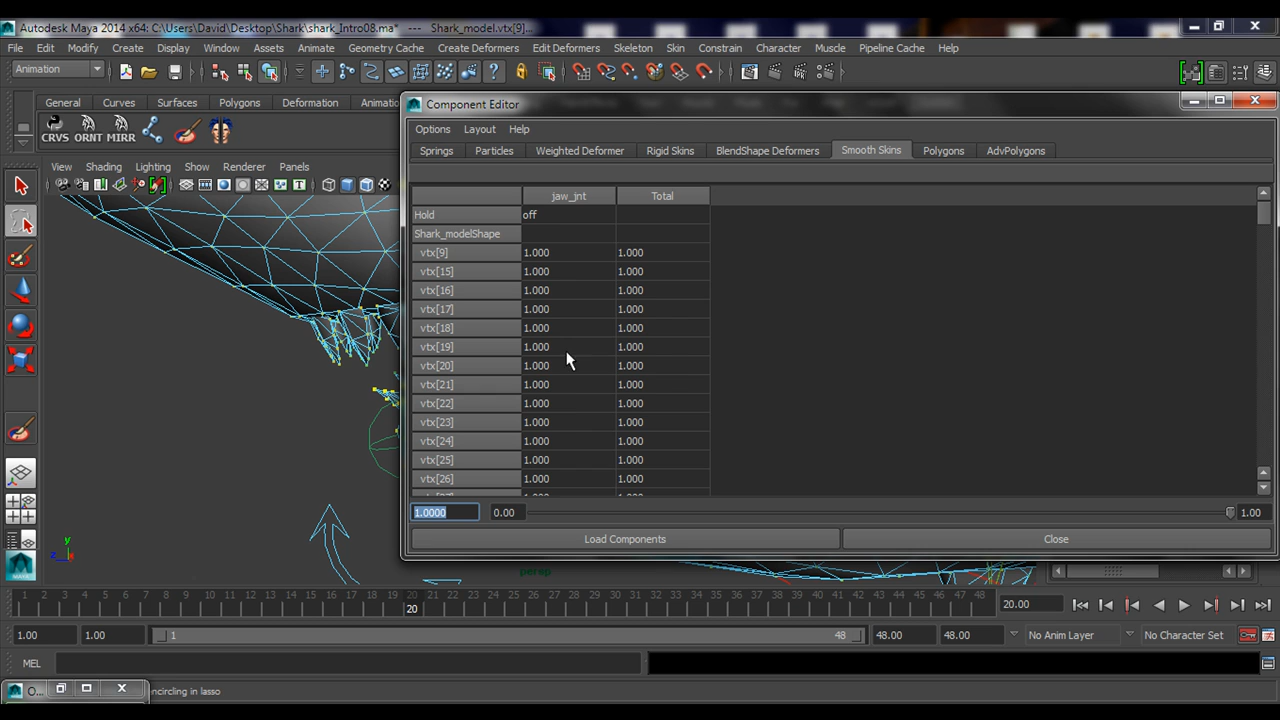 Autodesk Maya 2014 x64: C:\Users\David\Desktop\Shark\shark_Intro08.ma* --- Shark_model.vtx[9]...
File Edit Modify Create Display Window Assets Animate Geometry Cache Create Deformers Edit Deformers Skeleton Skin Constrain Character Muscle Pipeline Cache Help
Animation
General Curves Surfaces Polygons Deformation Animatio
Component Editor
CRVS ORNT MIRR
Options Layout Help
Springs Particles Weighted Deformer Rigid Skins BlendShape Deformers Smooth Skins Polygons AdvPolygons
View Shading Lighting Show Renderer Panels
jaw_jnt Total
Hold off
Shark_modelShape
vtx[9] 1.000 1.000
vtx[15] 1.000 1.000
vtx[16] 1.000 1.000
vtx[17] 1.000 1.000
vtx[18] 1.000 1.000
vtx[19] 1.000 1.000
vtx[20] 1.000 1.000
vtx[21] 1.000 1.000
vtx[22] 1.000 1.000
vtx[23] 1.000 1.000
vtx[24] 1.000 1.000
vtx[25] 1.000 1.000
vtx[26] 1.000 1.000
1.0000 0.00 1.00
Load Components Close
y
z x
persp
1 2 3 4 5 6 7 8 9 10 11 12 13 14 15 16 17 18 19 20 21 22 23 24 25 26 27 28 29 30 31 32 33 34 35 36 37 38 39 40 41 42 43 44 45 46 47 48
20 20.00
1.00 1.00 1 48 48.00 48.00 No Anim Layer No Character Set
MEL
O... encircling in lasso